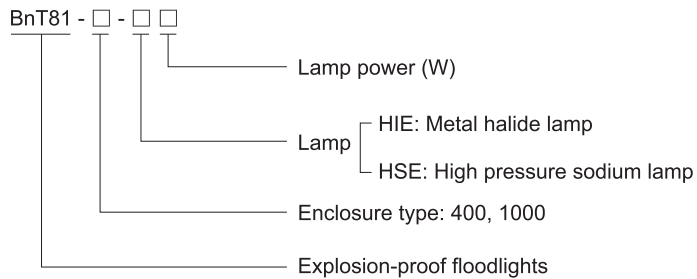 BnT81 - □ - □ □
Lamp power (W)
HIE: Metal halide lamp
Lamp
HSE: High pressure sodium lamp
Enclosure type: 400, 1000
Explosion-proof floodlights